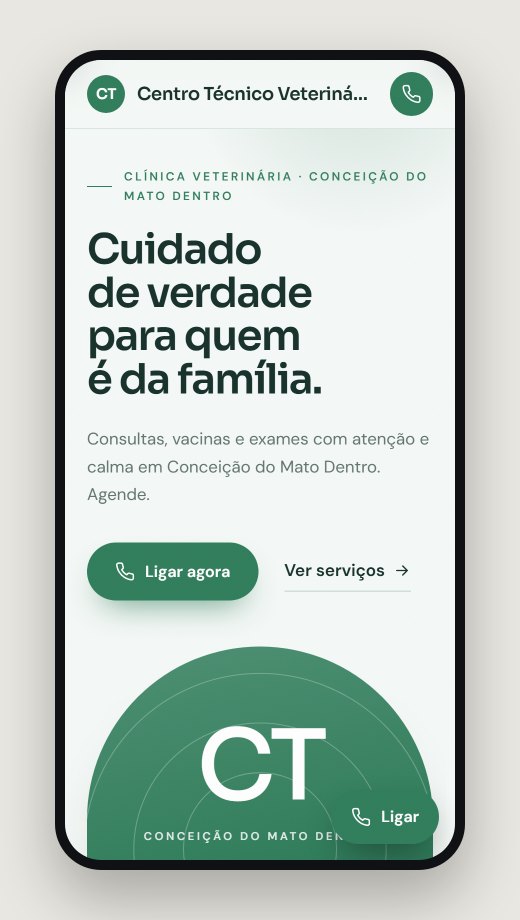 CT Centro Técnico Veteriná...
CLÍNICA VETERINÁRIA · CONCEIÇÃO DO
MATO DENTRO
Cuidado
de verdade
para quem
é da família.
Consultas, vacinas e exames com atenção e
calma em Conceição do Mato Dentro.
Agende.
Ligar agora Ver serviços →
CT
Ligar
CONCEIÇÃO DO MATO